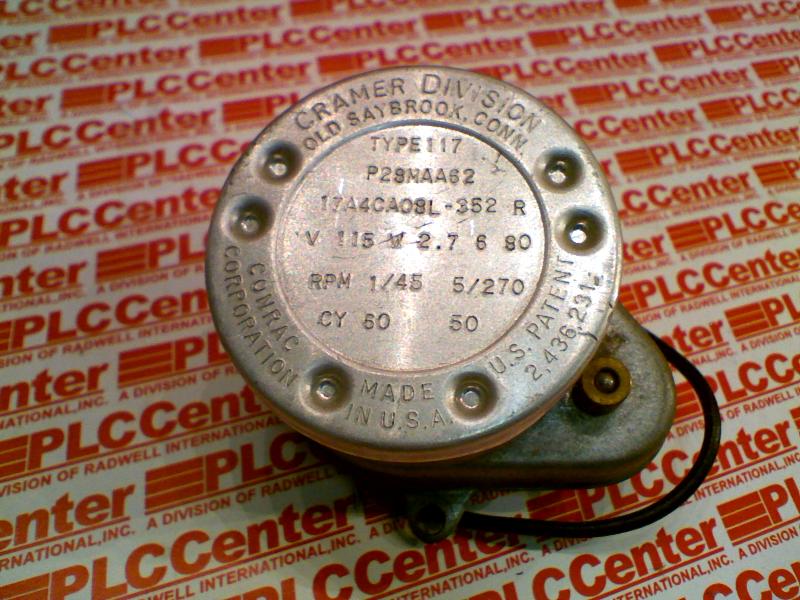 CRAMER DIVISION
OLD SAYBROOK, CONN.
TYPE 117
P29MAA62
17A4CA09L-352 R
V 115 W 2.7 6 80
RPM 1/45 5/270
CY 60 50
CONRAC
CORPORATION
MADE
IN U.S.A.
U.S. PATENT
2,436,231
PLCCenter
A DIVISION OF RADWELL INTERNATIONAL, INC.